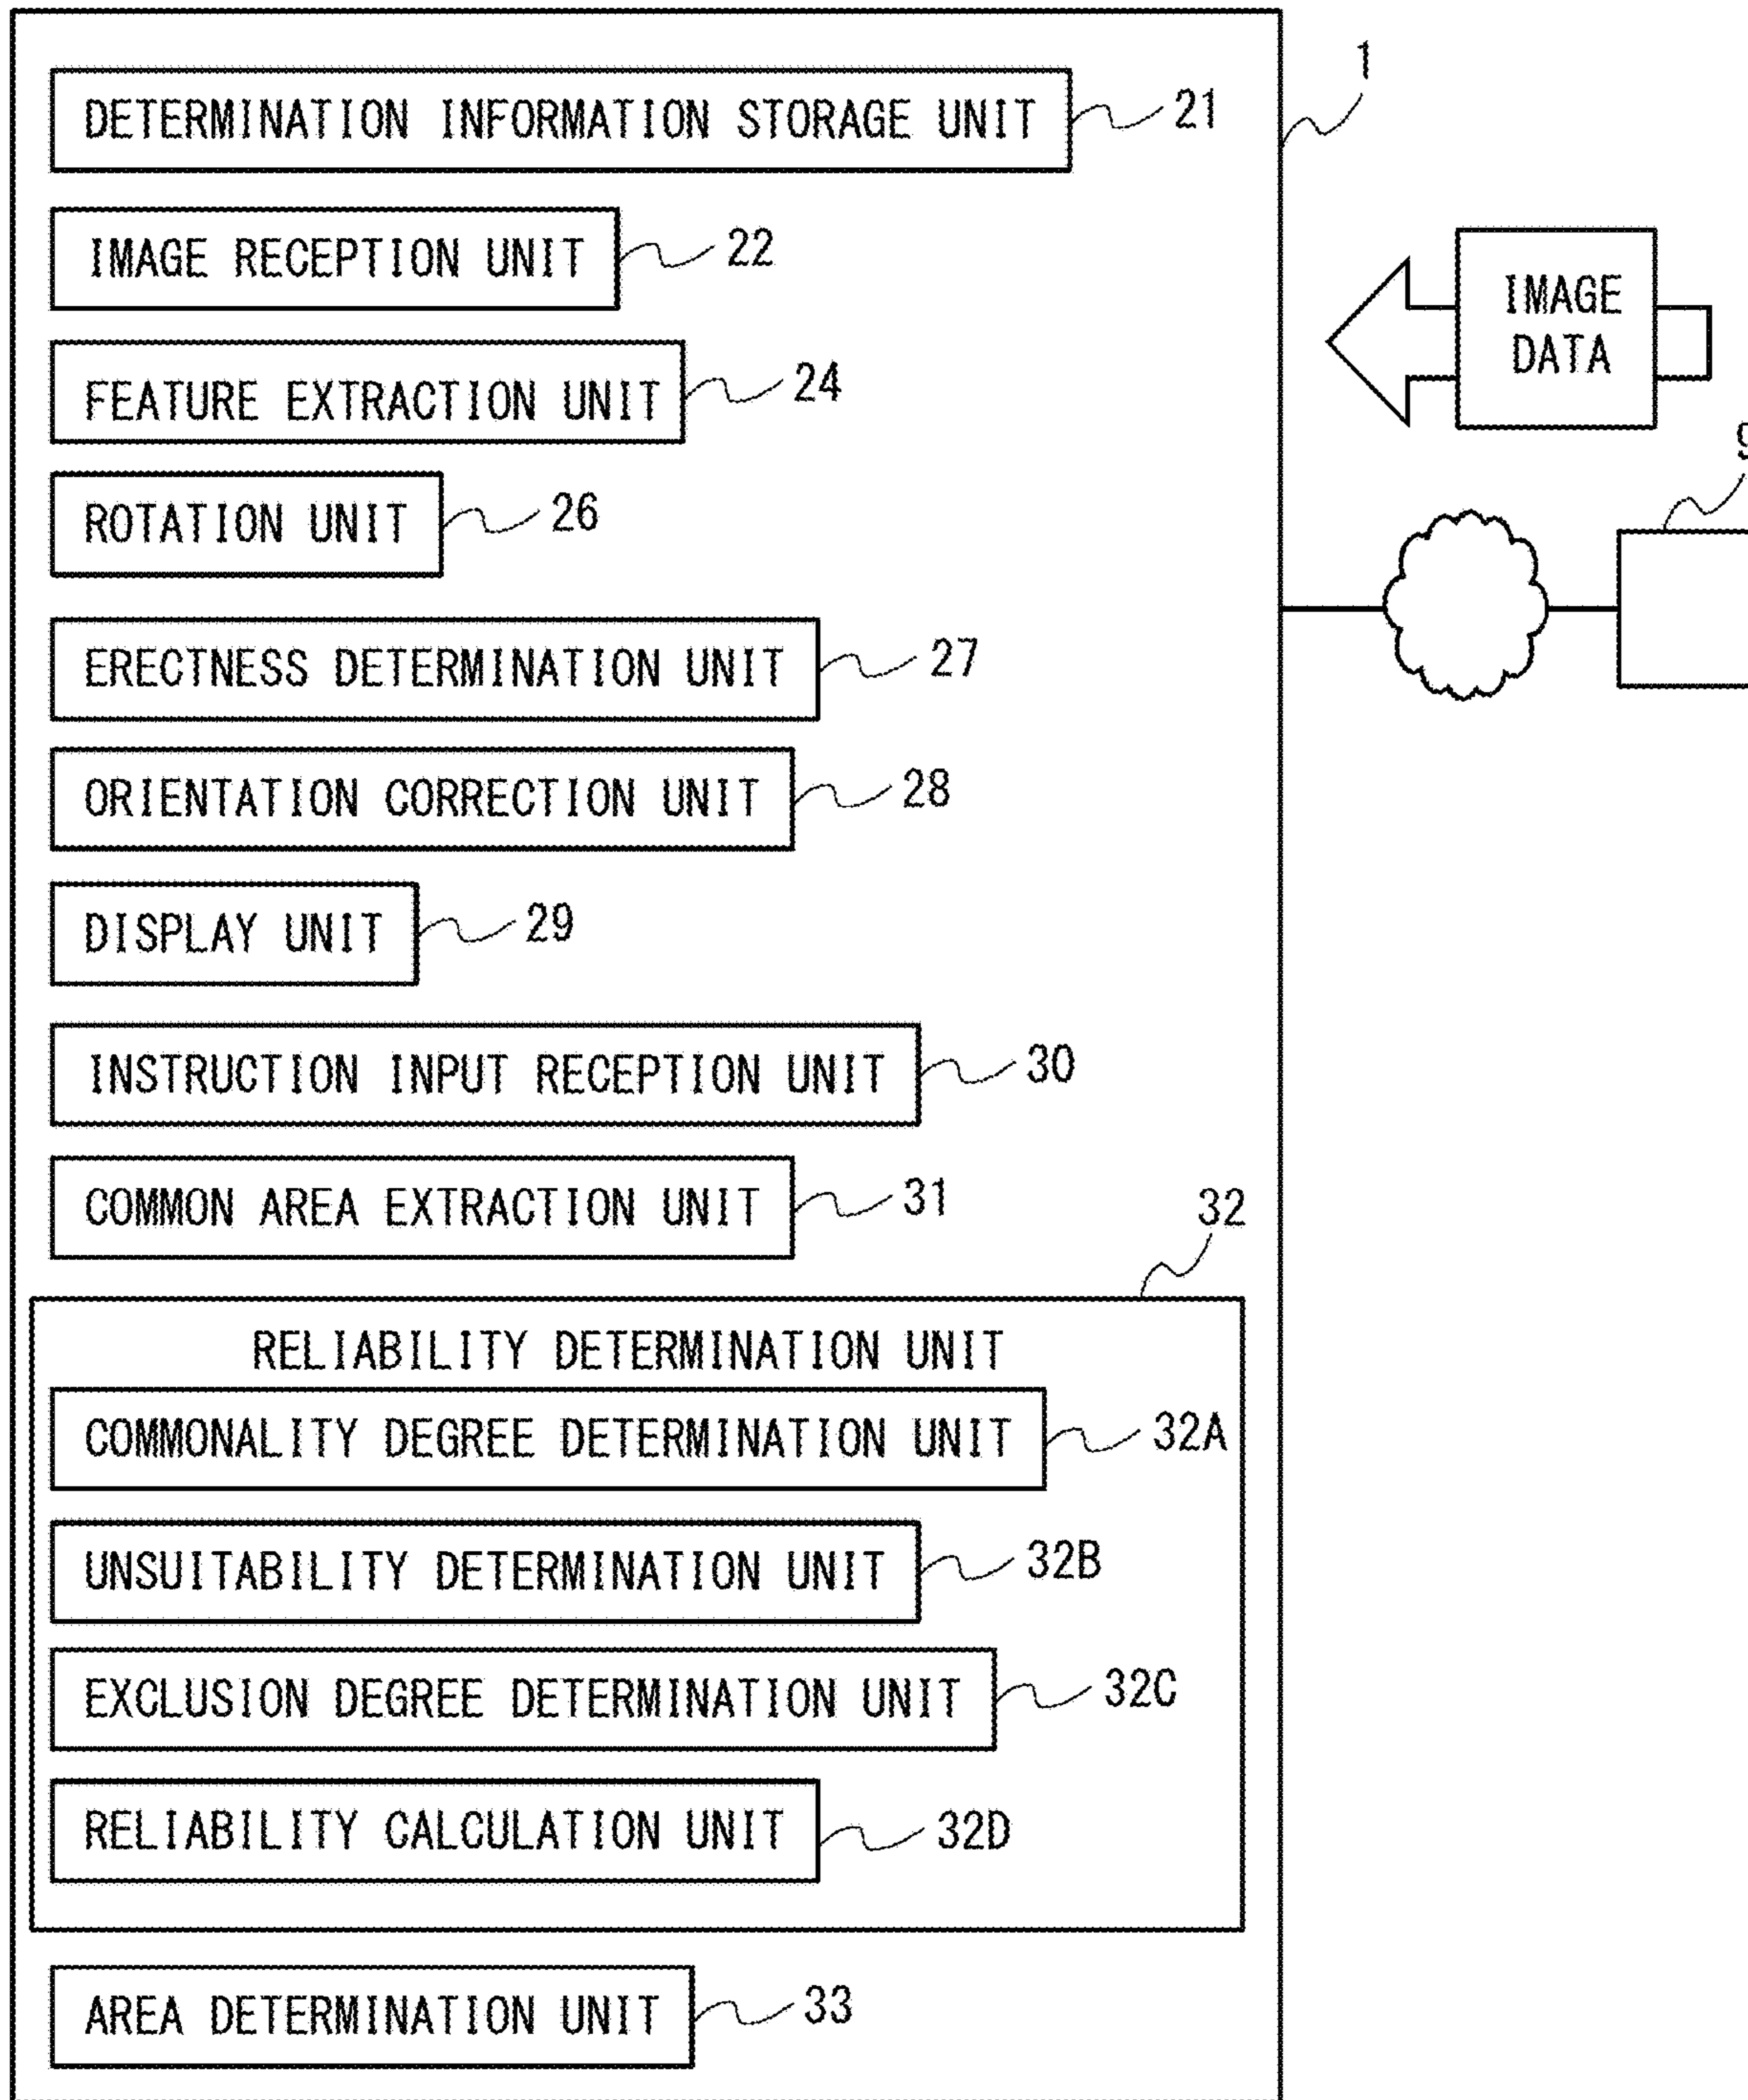 1
DETERMINATION INFORMATION STORAGE UNIT 21
IMAGE RECEPTION UNIT 22
IMAGE
DATA
FEATURE EXTRACTION UNIT 24
9
ROTATION UNIT 26
ERECTNESS DETERMINATION UNIT 27
ORIENTATION CORRECTION UNIT 28
DISPLAY UNIT 29
INSTRUCTION INPUT RECEPTION UNIT 30
COMMON AREA EXTRACTION UNIT 31
32
RELIABILITY DETERMINATION UNIT
COMMONALITY DEGREE DETERMINATION UNIT 32A
UNSUITABILITY DETERMINATION UNIT 32B
EXCLUSION DEGREE DETERMINATION UNIT 32C
RELIABILITY CALCULATION UNIT 32D
AREA DETERMINATION UNIT 33